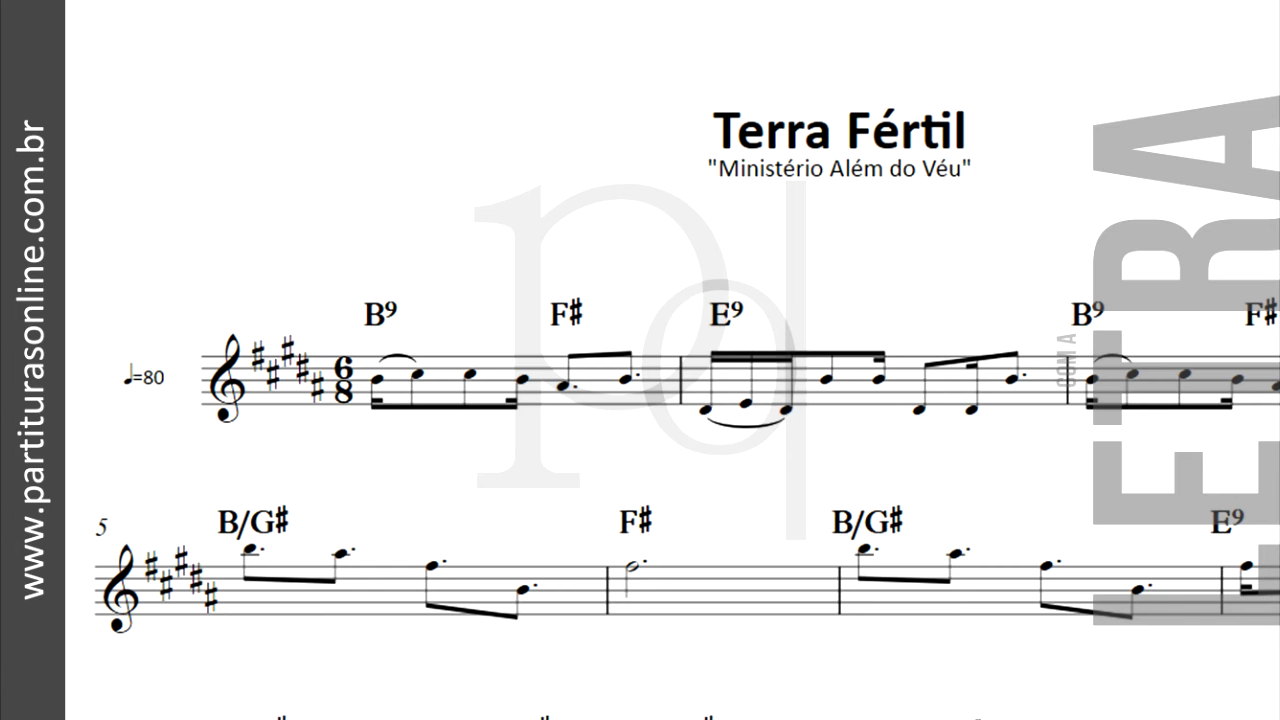 www.partiturasonline.com.br
Terra Fértil
"Ministério Além do Véu"
COM A
LETRA
B9 F♯ E9 B9 F♯
♩=80
6
8
5
B/G♯ F♯ B/G♯ E9